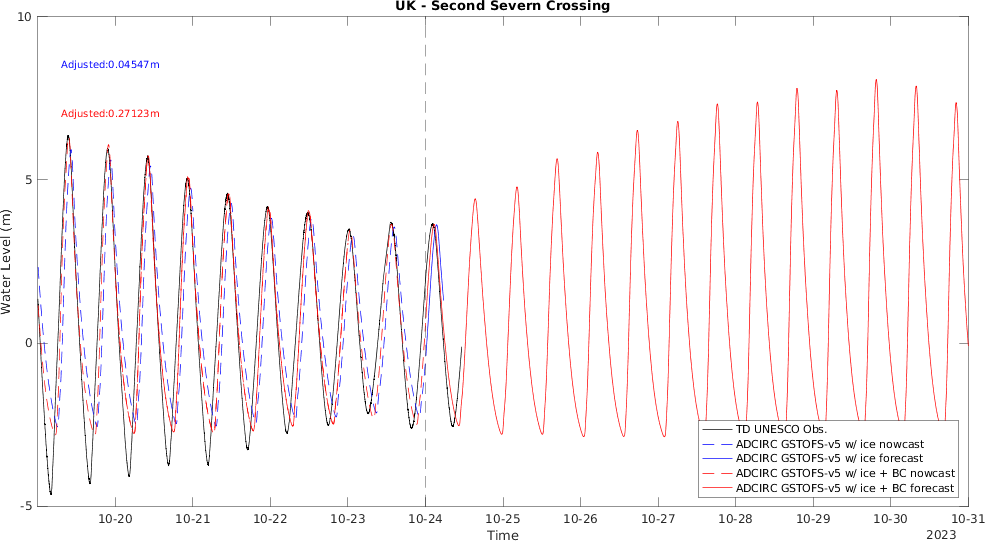 UK - Second Severn Crossing
10
Adjusted:0.04547m
Adjusted:0.27123m
5
Water Level (m)
0
TD UNESCO Obs.
ADCIRC GSTOFS-v5 w/ ice nowcast
ADCIRC GSTOFS-v5 w/ ice forecast
ADCIRC GSTOFS-v5 w/ ice + BC nowcast
ADCIRC GSTOFS-v5 w/ ice + BC forecast
-5
10-20 10-21 10-22 10-23 10-24 10-25 10-26 10-27 10-28 10-29 10-30 10-31
Time 2023